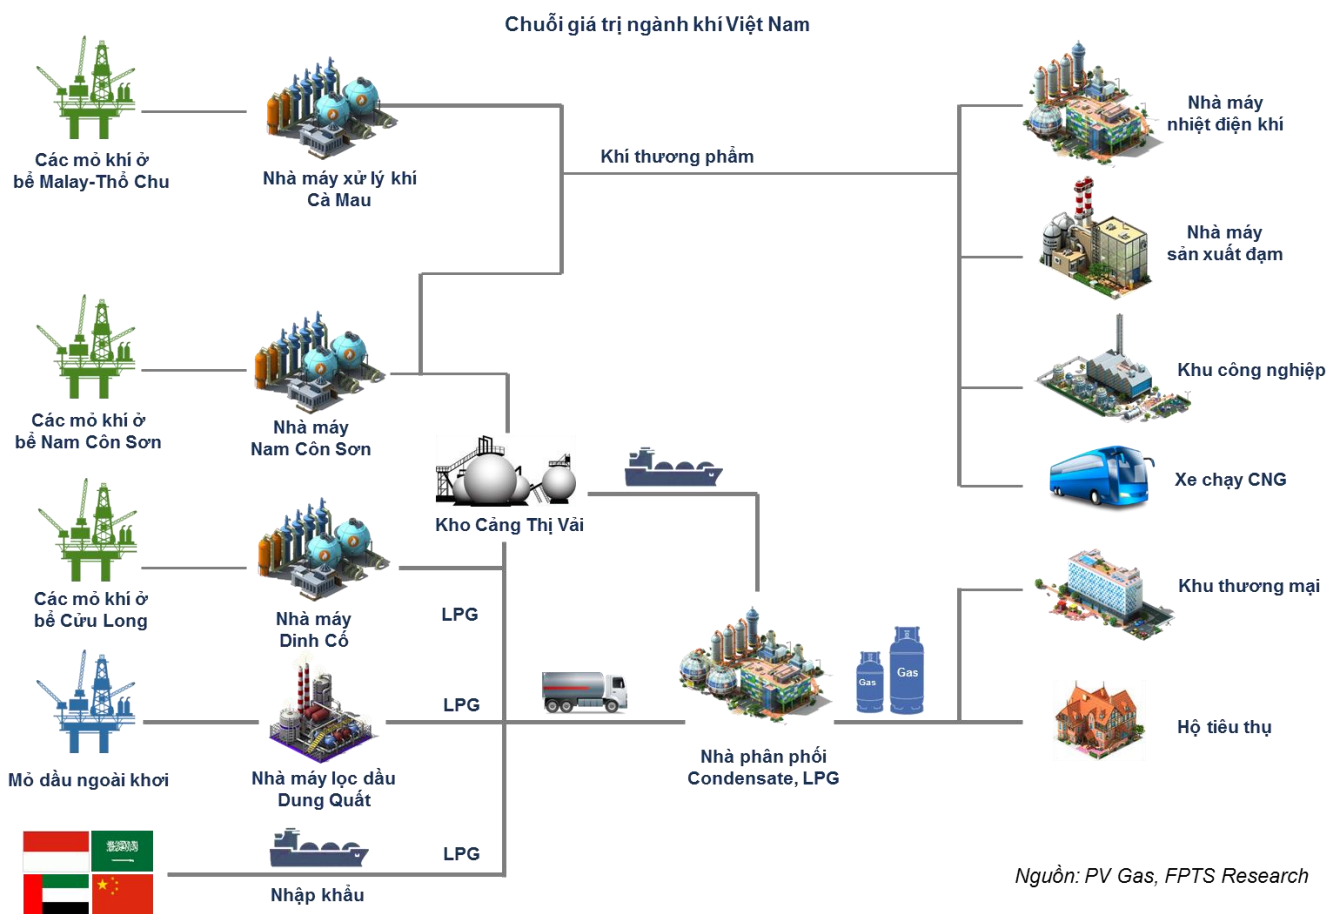 Chuỗi giá trị ngành khí Việt Nam
Các mỏ khí ở
bể Malay-Thổ Chu
Nhà máy xử lý khí
Cà Mau
Khí thương phẩm
Nhà máy
nhiệt điện khí
Nhà máy
sản xuất đạm
Các mỏ khí ở
bể Nam Côn Sơn
Nhà máy
Nam Côn Sơn
Khu công nghiệp
Kho Cảng Thị Vải
Xe chạy CNG
Các mỏ khí ở
bể Cửu Long
Nhà máy
Dinh Cố
LPG
Khu thương mại
Mỏ dầu ngoài khơi
Nhà máy lọc dầu
Dung Quất
LPG
Nhà phân phối
Condensate, LPG
Gas
Gas
Hộ tiêu thụ
Nhập khẩu
LPG
Nguồn: PV Gas, FPTS Research